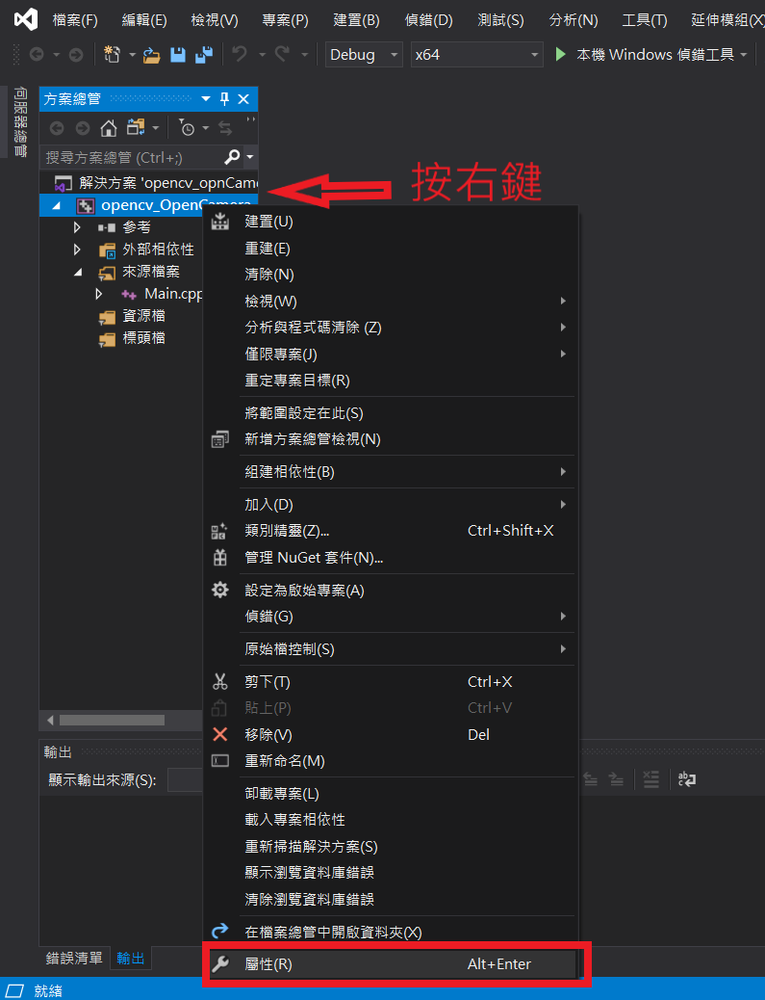 檔案(F) 編輯(E) 檢視(V) 專案(P) 建置(B) 偵錯(D) 測試(S) 分析(N) 工具(T) 延伸模組(X)
Debug x64 本機 Windows 偵錯工具
伺服器總管
方案總管
搜尋方案總管 (Ctrl+;)
解決方案 'opencv_opnCame
按右鍵
opencv_OpenCamera
參考
外部相依性
來源檔案
Main.cpp
資源檔
標頭檔
建置(U)
重建(E)
清除(N)
檢視(W)
分析與程式碼清除 (Z)
僅限專案(J)
重定專案目標(R)
將範圍設定在此(S)
新增方案總管檢視(N)
組建相依性(B)
加入(D)
類別精靈(Z)... Ctrl+Shift+X
管理 NuGet 套件(N)...
設定為啟始專案(A)
偵錯(G)
原始檔控制(S)
剪下(T) Ctrl+X
貼上(P) Ctrl+V
移除(V) Del
重新命名(M)
卸載專案(L)
載入專案相依性
重新掃描解決方案(S)
顯示瀏覽資料庫錯誤
清除瀏覽資料庫錯誤
在檔案總管中開啟資料夾(X)
屬性(R) Alt+Enter
輸出
顯示輸出來源(S):
錯誤清單 輸出
就緒